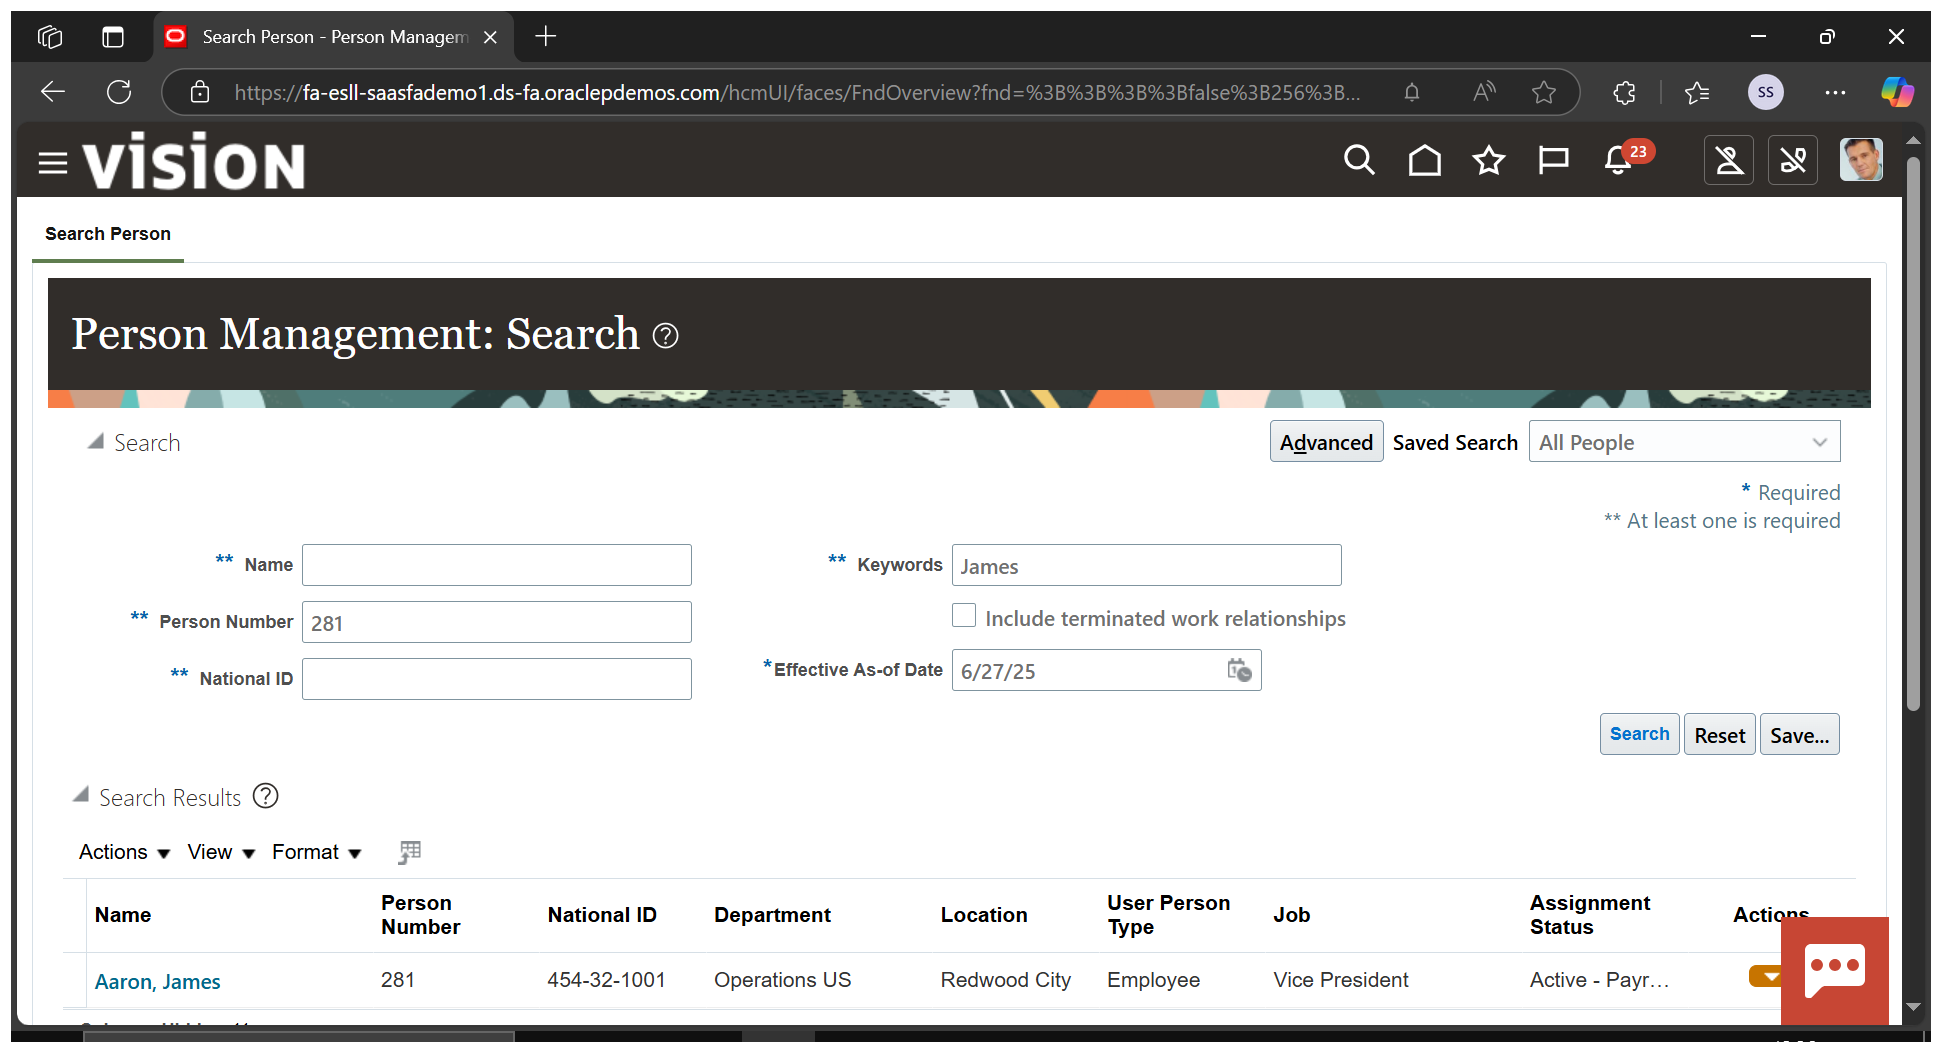 Search Person - Person Managem
https://fa-esll-saasfademo1.ds-fa.oraclepdemos.com/hcmUI/faces/FndOverview?fnd=%3B%3B%3B%3Bfalse%3B256%3B...
SS
VISION
23
Search Person
Person Management: Search
Search
Advanced Saved Search All People
* Required
** At least one is required
** Name
** Keywords James
** Person Number 281
Include terminated work relationships
** National ID
*Effective As-of Date 6/27/25
Search Reset Save...
Search Results
Actions View Format
Name Person Number National ID Department Location User Person Type Job Assignment Status Actions
Aaron, James 281 454-32-1001 Operations US Redwood City Employee Vice President Active - Payr...